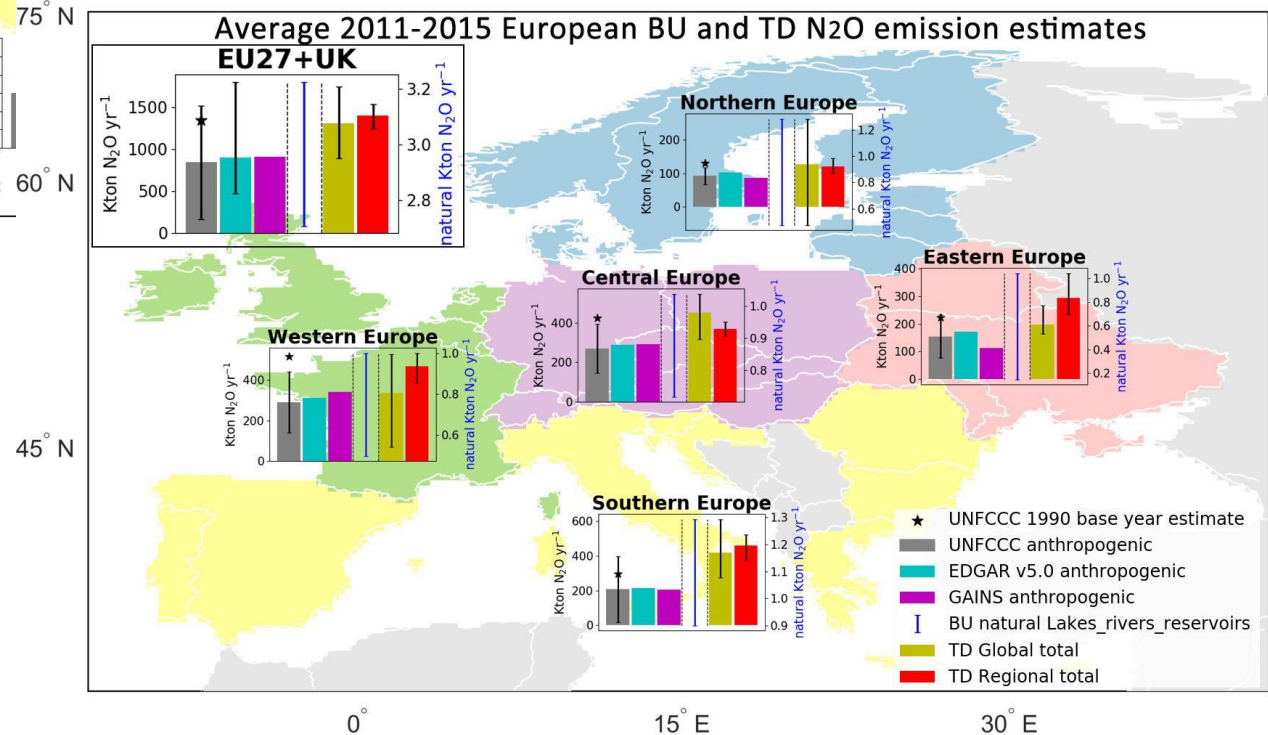 Average 2011-2015 European BU and TD N2O emission estimates
75° N
60° N
45° N
0°
15° E
30° E
EU27+UK
Kton N₂O yr⁻¹
1500
1000
500
0
3.2
3.0
2.8
natural Kton N₂O yr⁻¹
Northern Europe
Kton N₂O yr⁻¹
200
100
0
1.2
1.0
0.8
0.6
natural Kton N₂O yr⁻¹
Central Europe
Kton N₂O yr⁻¹
400
200
0
1.0
0.9
0.8
natural Kton N₂O yr⁻¹
Eastern Europe
Kton N₂O yr⁻¹
400
300
200
100
0
1.0
0.8
0.6
0.4
0.2
natural Kton N₂O yr⁻¹
Western Europe
Kton N₂O yr⁻¹
400
200
0
1.0
0.8
0.6
natural Kton N₂O yr⁻¹
Southern Europe
Kton N₂O yr⁻¹
600
400
200
0
1.3
1.2
1.1
1.0
0.9
natural Kton N₂O yr⁻¹
UNFCCC 1990 base year estimate
UNFCCC anthropogenic
EDGAR v5.0 anthropogenic
GAINS anthropogenic
BU natural Lakes_rivers_reservoirs
TD Global total
TD Regional total